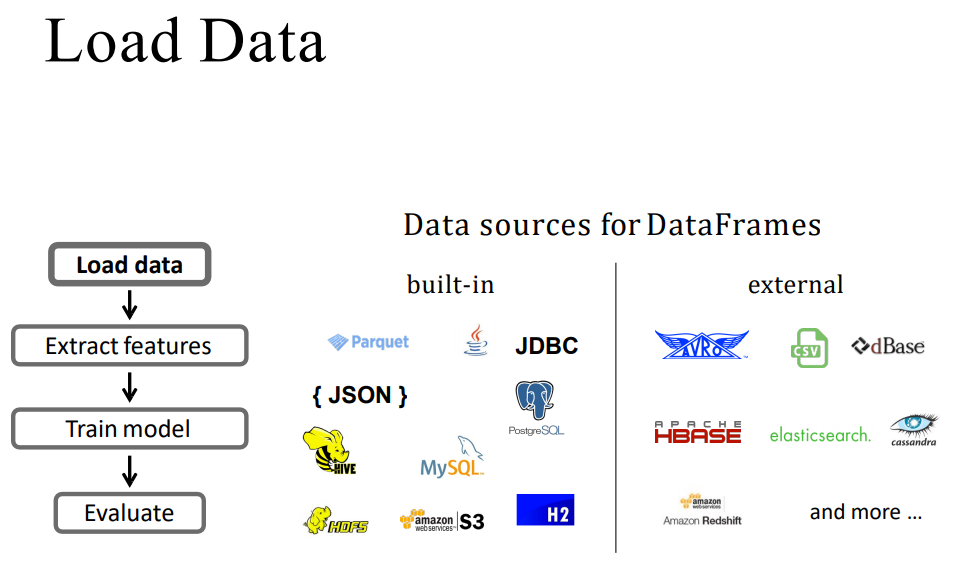 Load Data
Data sources for DataFrames
Load data
Extract features
Train model
Evaluate
built-in
Parquet
JDBC
{ JSON }
PostgreSQL
HIVE
MySQL
HDFS
amazon
web services™
S3
H2
external
AVRO™
CSV
dBase
APACHE
HBASE
elasticsearch.
cassandra
amazon
web services
Amazon Redshift
and more ...